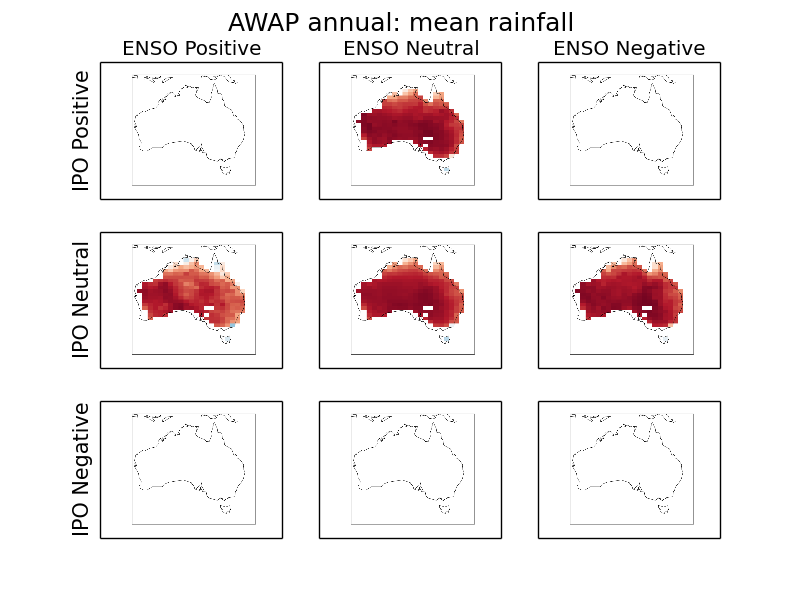 AWAP annual: mean rainfall
ENSO Positive
ENSO Neutral
ENSO Negative
IPO Positive
IPO Neutral
IPO Negative